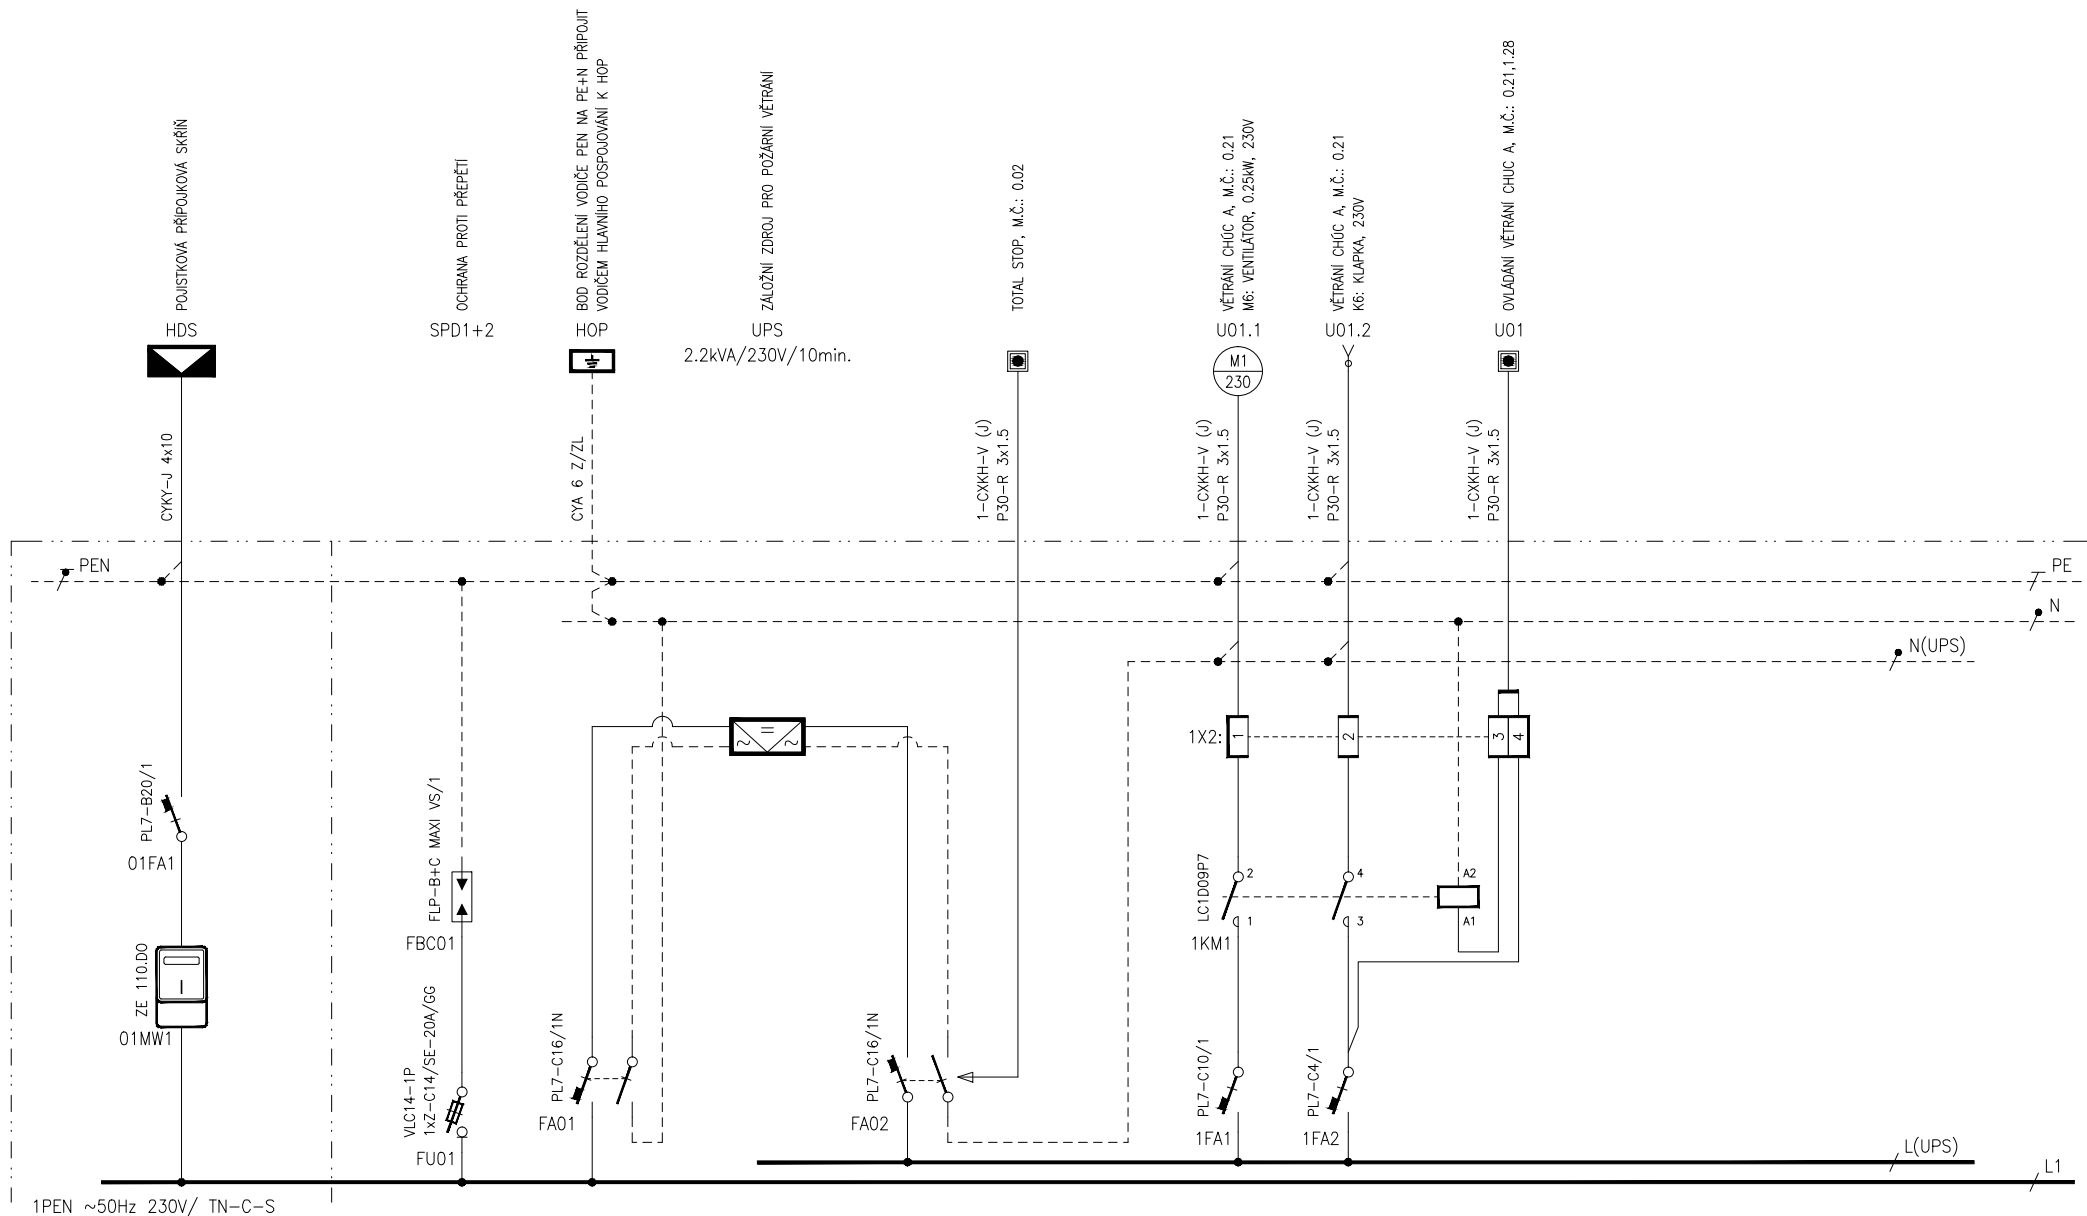 POJISTKOVÁ PŘÍPOJKOVÁ SKŘÍŇ
OCHRANA PROTI PŘEPĚTÍ
BOD ROZDĚLENÍ VODIČE PEN NA PE+N PŘIPOJIT
VODIČEM HLAVNÍHO POSPOJOVÁNÍ K HOP
ZÁLOŽNÍ ZDROJ PRO POŽÁRNÍ VĚTRÁNÍ
TOTAL STOP, M.Č.: 0.02
VĚTRÁNÍ CHÚC A, M.Č.: 0.21
M6: VENTILÁTOR, 0.25kW, 230V
VĚTRÁNÍ CHÚC A, M.Č.: 0.21
K6: KLAPKA, 230V
OVLÁDÁNÍ VĚTRÁNÍ CHUC A, M.Č.: 0.21,1.28
HDS
SPD1+2
HOP
UPS
2.2kVA/230V/10min.
U01.1
U01.2
U01
M1
230
CYKY-J 4x10
CYA 6 Z/ZL
1-CXKH-V (J)
P30-R 3x1.5
1-CXKH-V (J)
P30-R 3x1.5
1-CXKH-V (J)
P30-R 3x1.5
1-CXKH-V (J)
P30-R 3x1.5
PEN
PE
N
N(UPS)
1X2:
1
2
3
4
PL7-B20/1
01FA1
FLP-B+C MAXI VS/1
FBC01
LC1D09P7
1KM1
2
1
4
3
A2
A1
ZE 110.D0
01MW1
VLC14-1P
1xZ-C14/SE-20A/GG
FU01
PL7-C16/1N
FA01
PL7-C16/1N
FA02
PL7-C10/1
1FA1
PL7-C4/1
1FA2
L(UPS)
L1
1PEN ~50Hz 230V/ TN-C-S